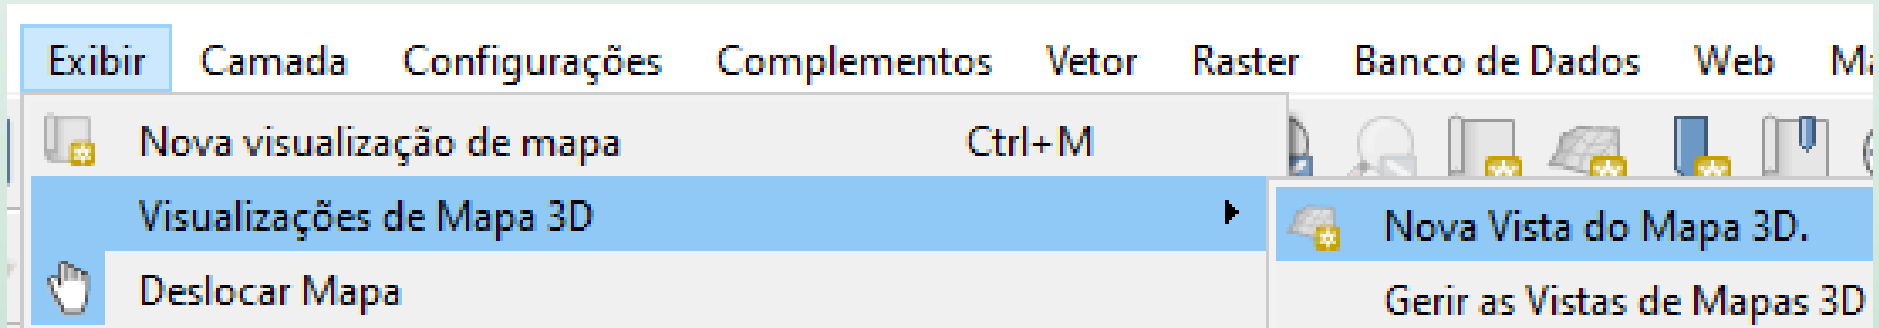 Exibir Camada Configurações Complementos Vetor Raster Banco de Dados Web
Nova visualização de mapa Ctrl+M
Visualizações de Mapa 3D
Nova Vista do Mapa 3D.
Deslocar Mapa
Gerir as Vistas de Mapas 3D